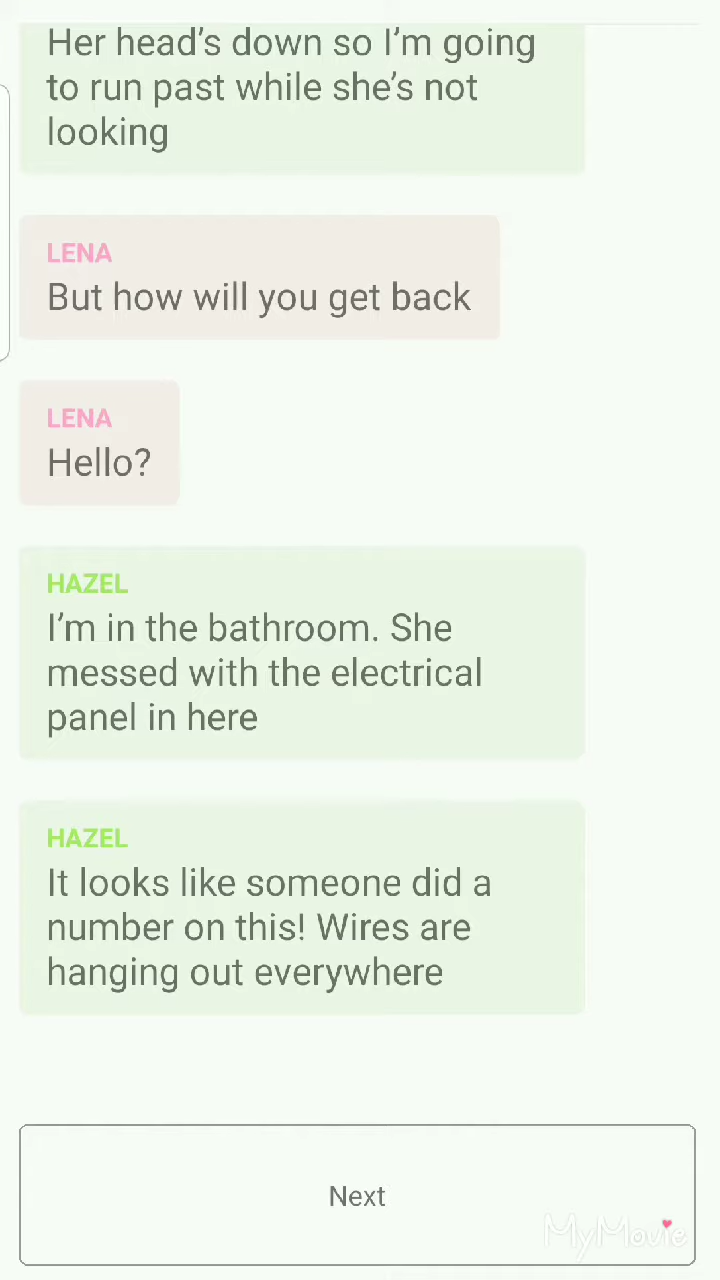 Her head’s down so I’m going
to run past while she’s not
looking
LENA
But how will you get back
LENA
Hello?
HAZEL
I’m in the bathroom. She
messed with the electrical
panel in here
HAZEL
It looks like someone did a
number on this! Wires are
hanging out everywhere
Next
MyMovie